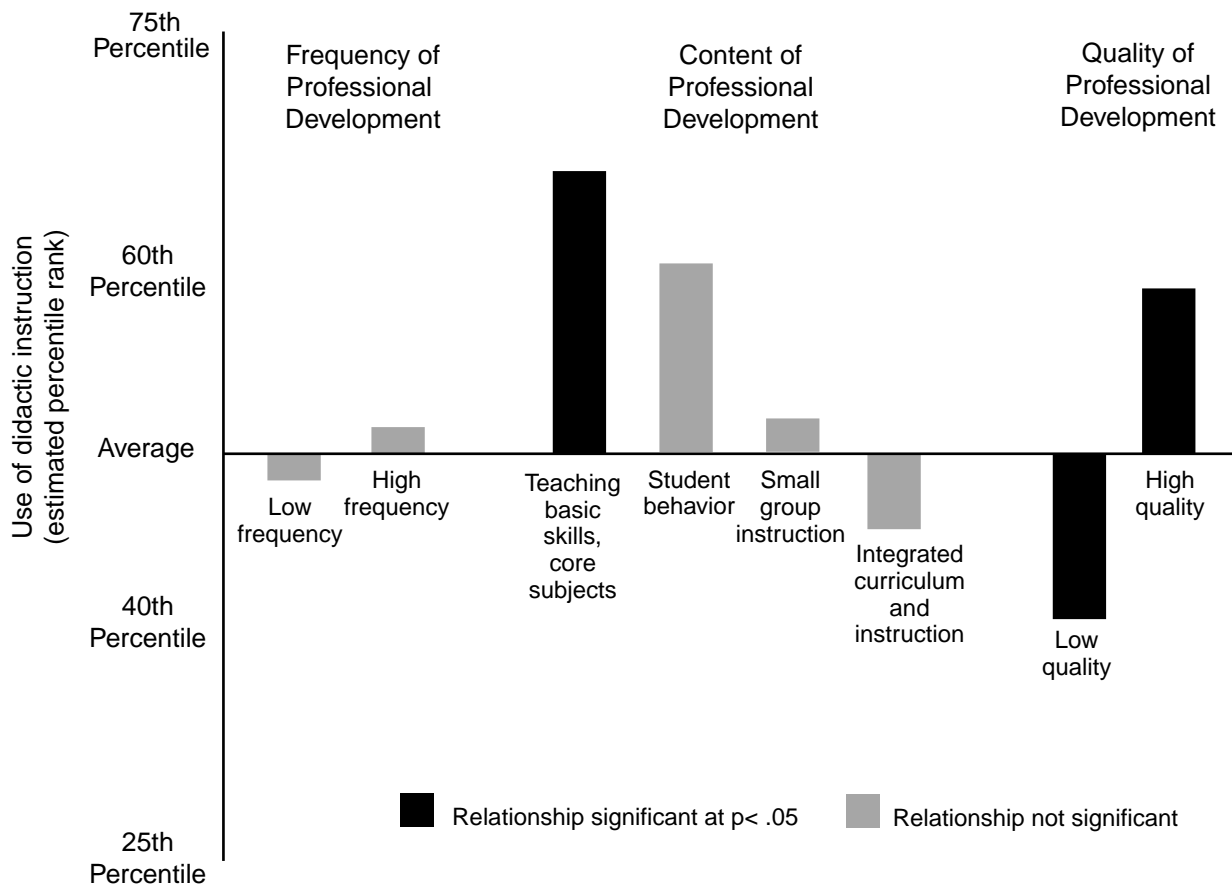 75th
Percentile
Frequency of
Professional
Development
Content of
Professional
Development
Quality of
Professional
Development
Use of didactic instruction
(estimated percentile rank)
60th
Percentile
Average
40th
Percentile
25th
Percentile
Low
frequency
High
frequency
Teaching
basic
skills,
core
subjects
Student
behavior
Small
group
instruction
Integrated
curriculum
and
instruction
Low
quality
High
quality
Relationship significant at p< .05
Relationship not significant